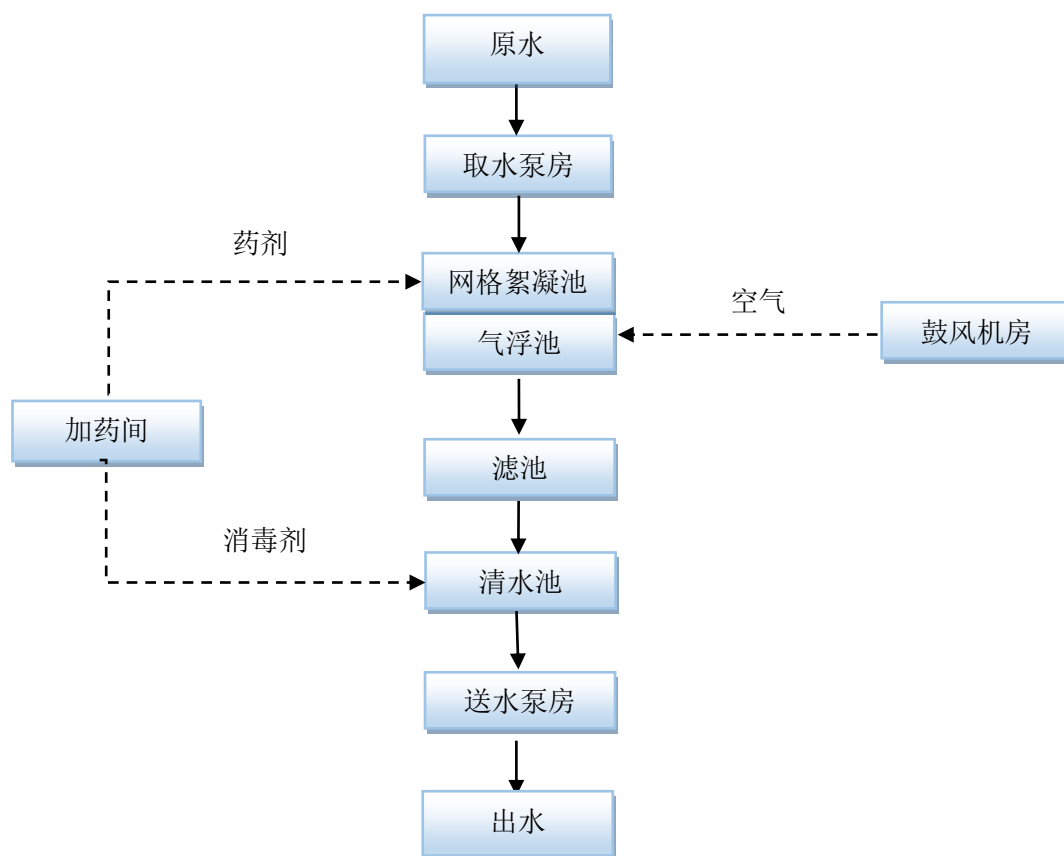 原水
取水泵房
药剂
网格絮凝池
空气
鼓风机房
气浮池
加药间
滤池
消毒剂
清水池
送水泵房
出水